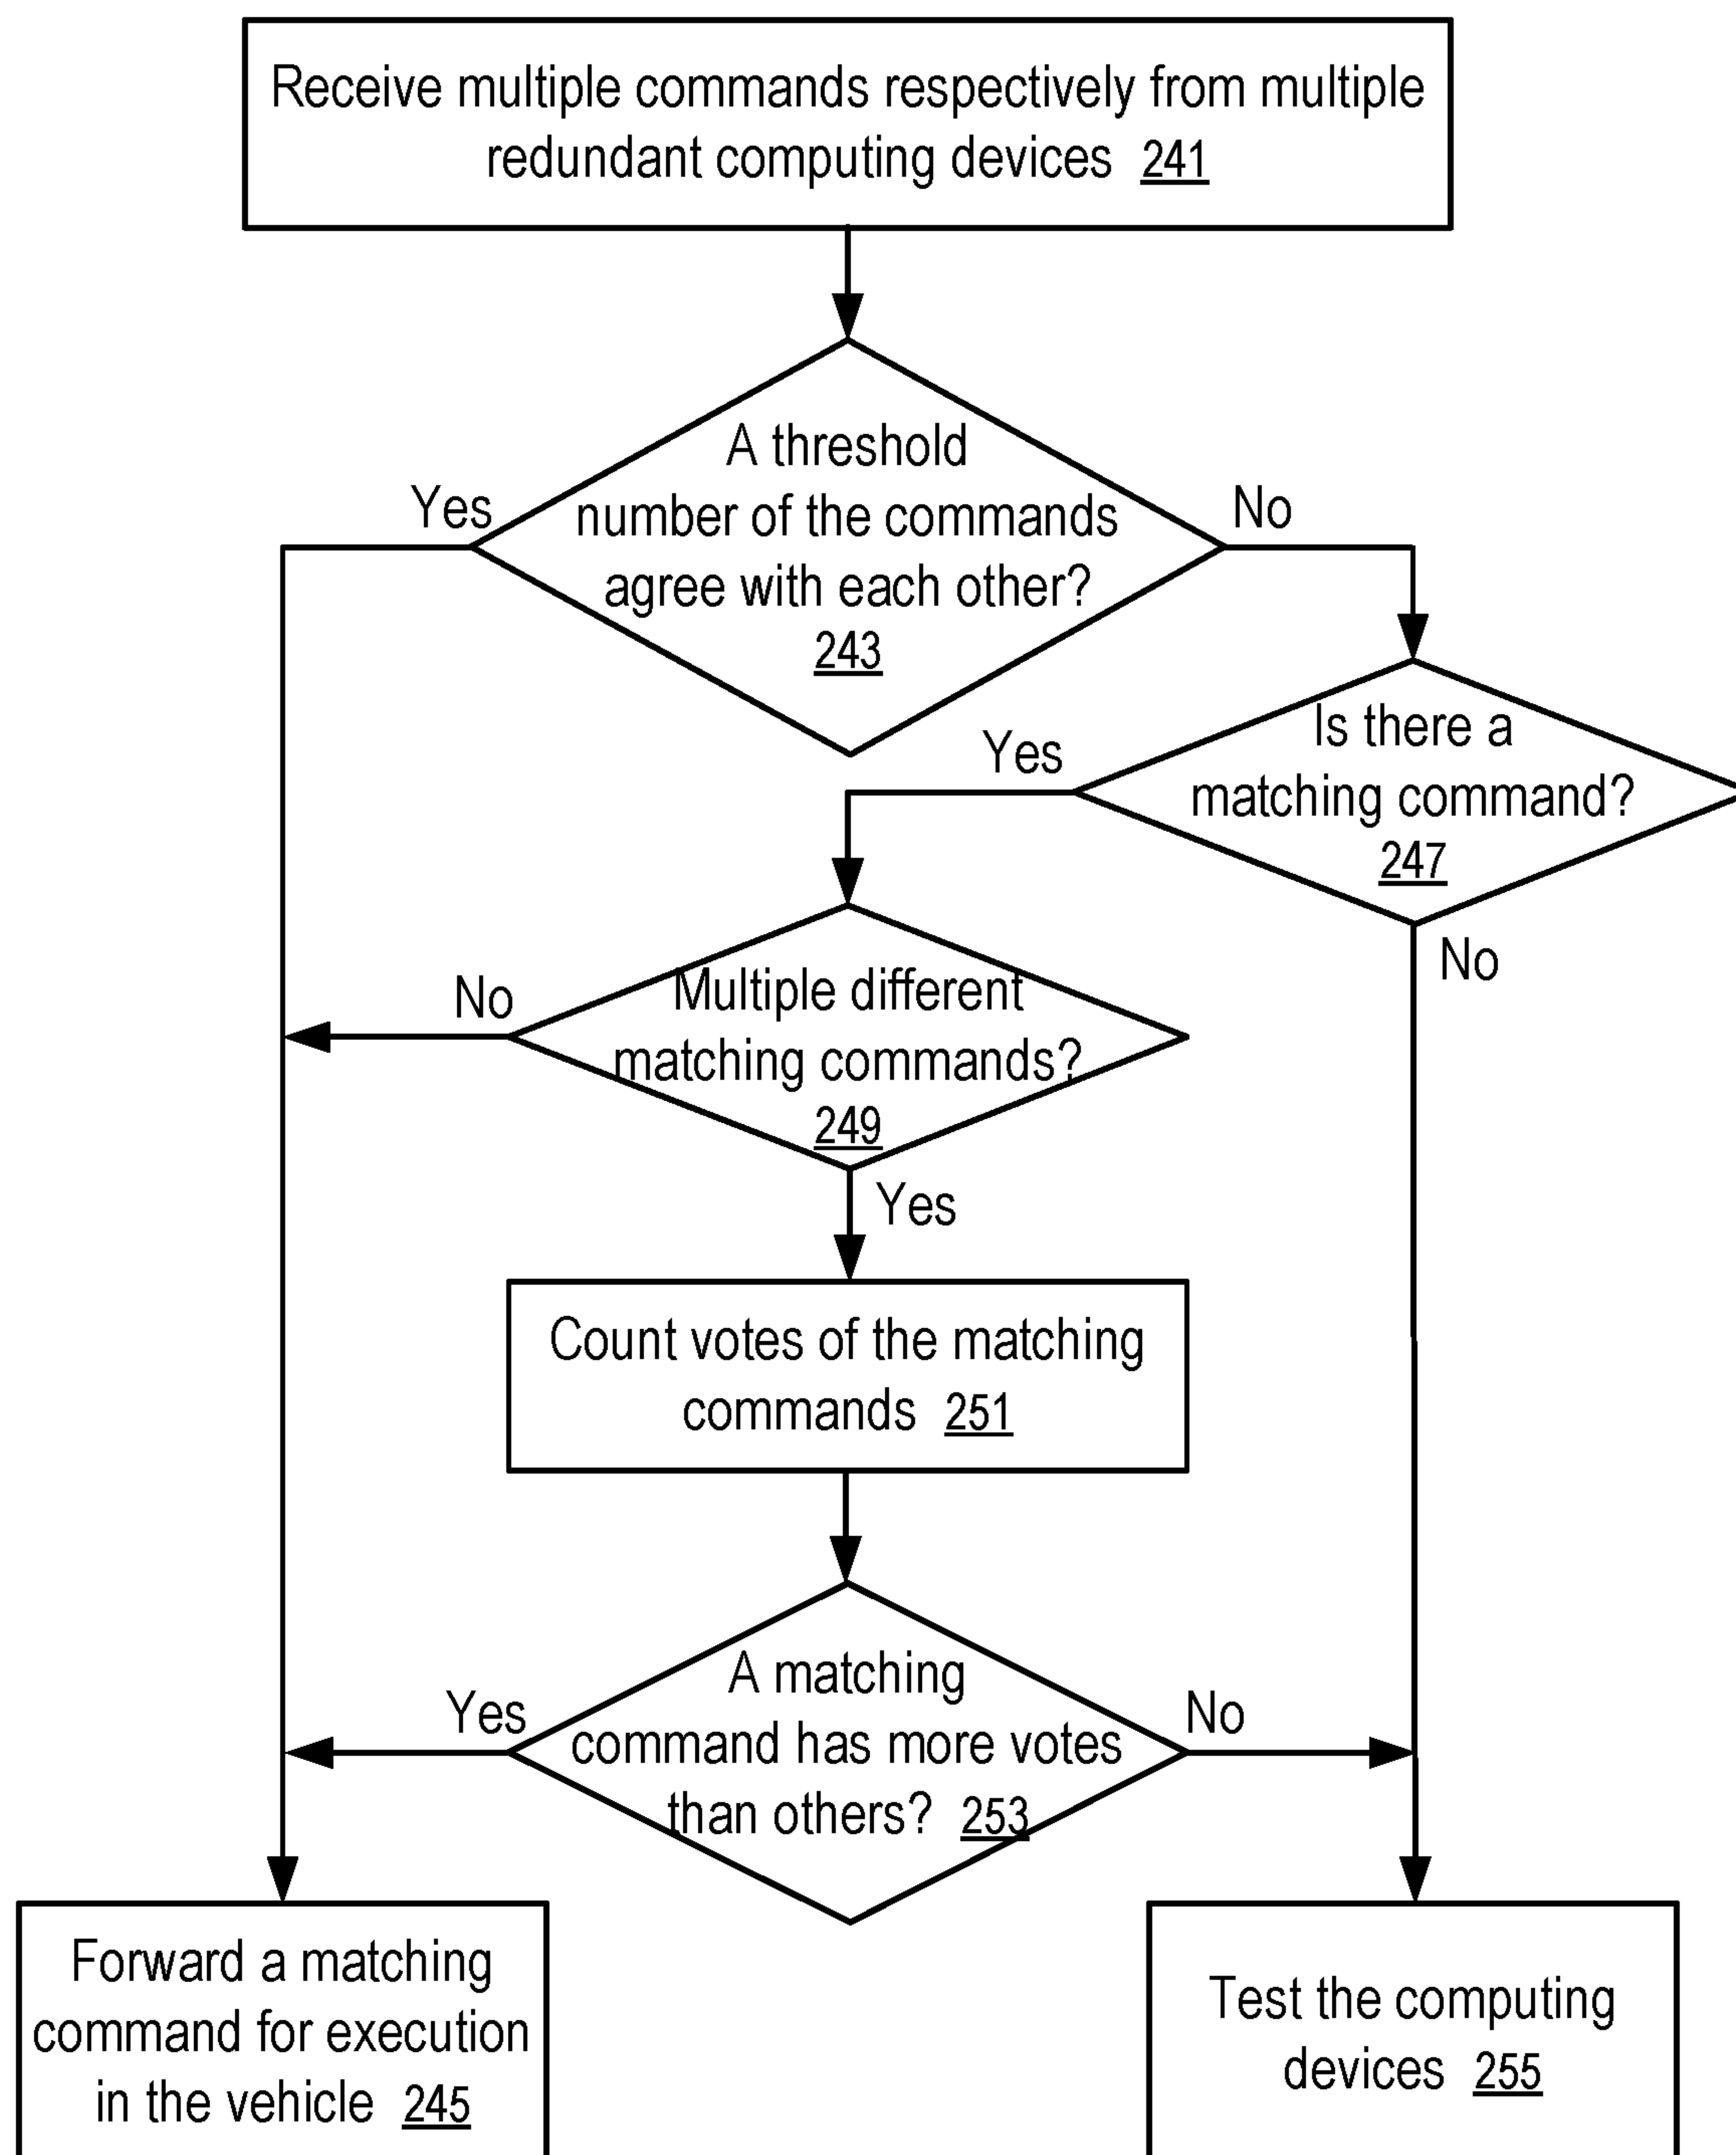 Receive multiple commands respectively from multiple
redundant computing devices 241
A threshold
number of the commands
agree with each other?
243
Yes
No
Is there a
matching command?
247
Yes
No
Multiple different
matching commands?
249
No
Yes
Count votes of the matching
commands 251
A matching
command has more votes
than others? 253
Yes
No
Forward a matching
command for execution
in the vehicle 245
Test the computing
devices 255